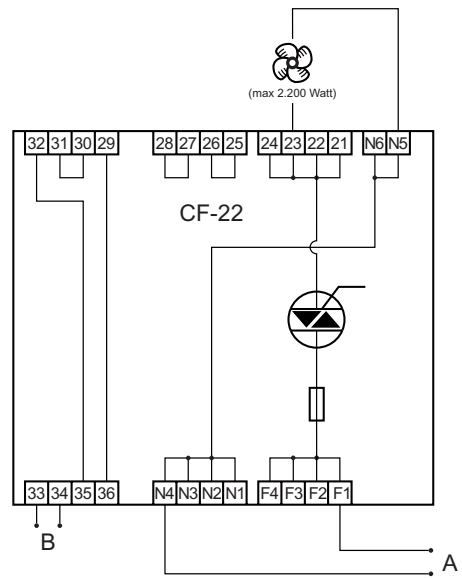 (max 2.200 Watt)
32 31 30 29 28 27 26 25 24 23 22 21 N6 N5
CF-22
33 34 35 36 N4 N3 N2 N1 F4 F3 F2 F1
B
A